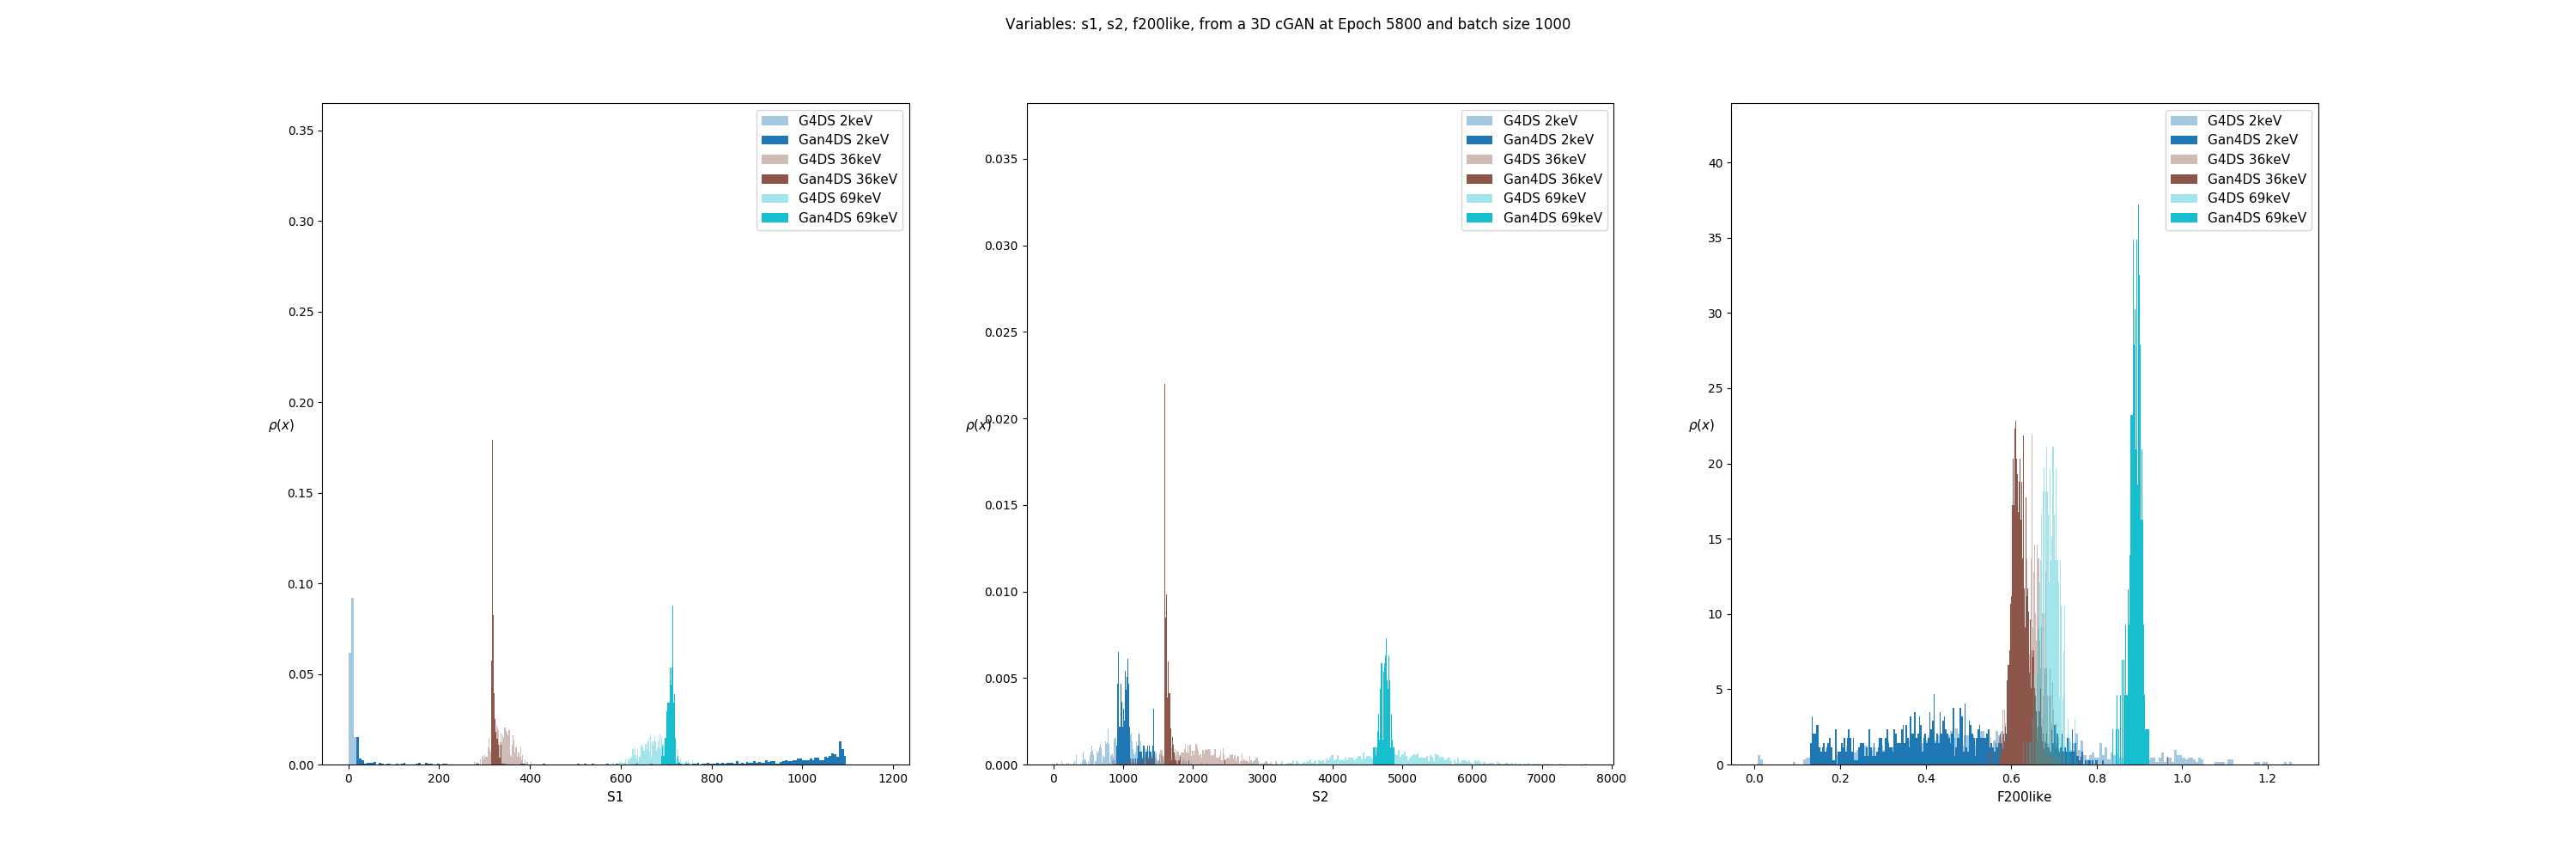 Variables: s1, s2, f200like, from a 3D cGAN at Epoch 5800 and batch size 1000
0.35
0.30
0.25
0.20
0.15
0.10
0.05
0.00
ρ(x)
0
200
400
600
800
1000
1200
S1
G4DS 2keV
Gan4DS 2keV
G4DS 36keV
Gan4DS 36keV
G4DS 69keV
Gan4DS 69keV
0.035
0.030
0.025
0.020
0.015
0.010
0.005
0.000
ρ(x)
0
1000
2000
3000
4000
5000
6000
7000
8000
S2
G4DS 2keV
Gan4DS 2keV
G4DS 36keV
Gan4DS 36keV
G4DS 69keV
Gan4DS 69keV
40
35
30
25
20
15
10
5
0
ρ(x)
0.0
0.2
0.4
0.6
0.8
1.0
1.2
F200like
G4DS 2keV
Gan4DS 2keV
G4DS 36keV
Gan4DS 36keV
G4DS 69keV
Gan4DS 69keV